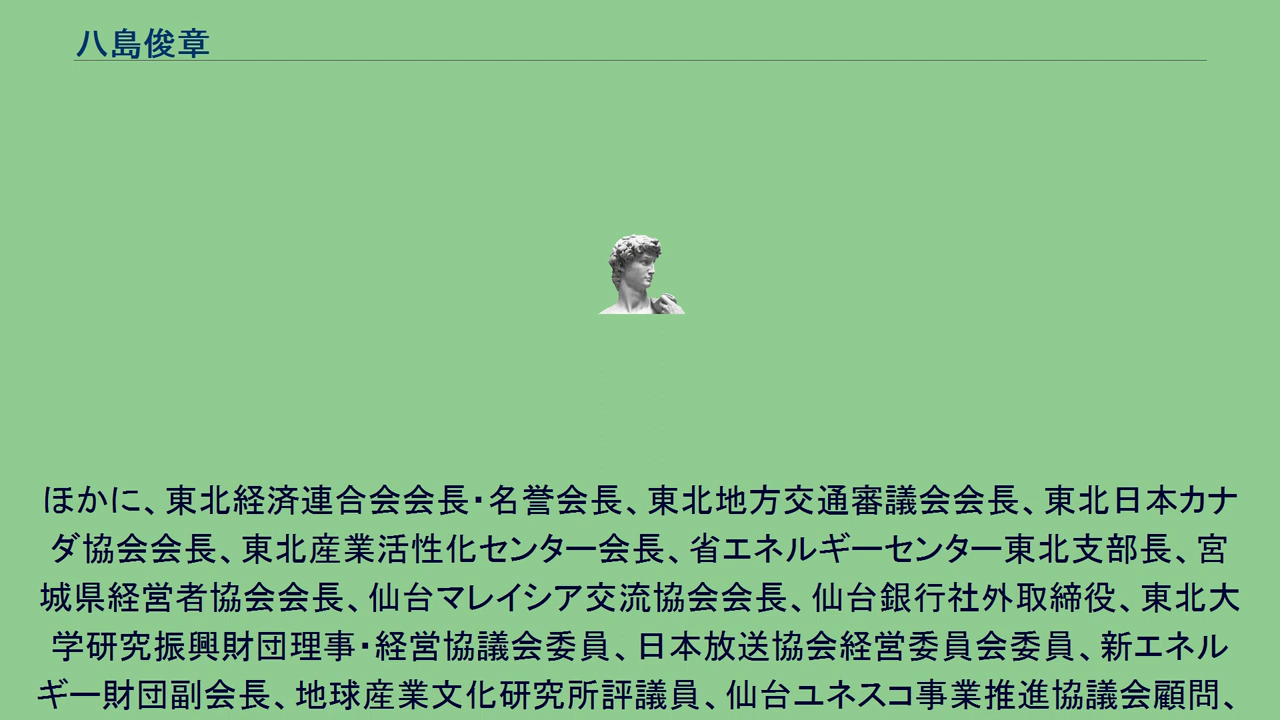 八島俊章
ほかに、東北経済連合会会長・名誉会長、東北地方交通審議会会長、東北日本カナ
ダ協会会長、東北産業活性化センター会長、省エネルギーセンター東北支部長、宮
城県経営者協会会長、仙台マレイシア交流協会会長、仙台銀行社外取締役、東北大
学研究振興財団理事・経営協議会委員、日本放送協会経営委員会委員、新エネル
ギー財団副会長、地球産業文化研究所評議員、仙台ユネスコ事業推進協議会顧問、